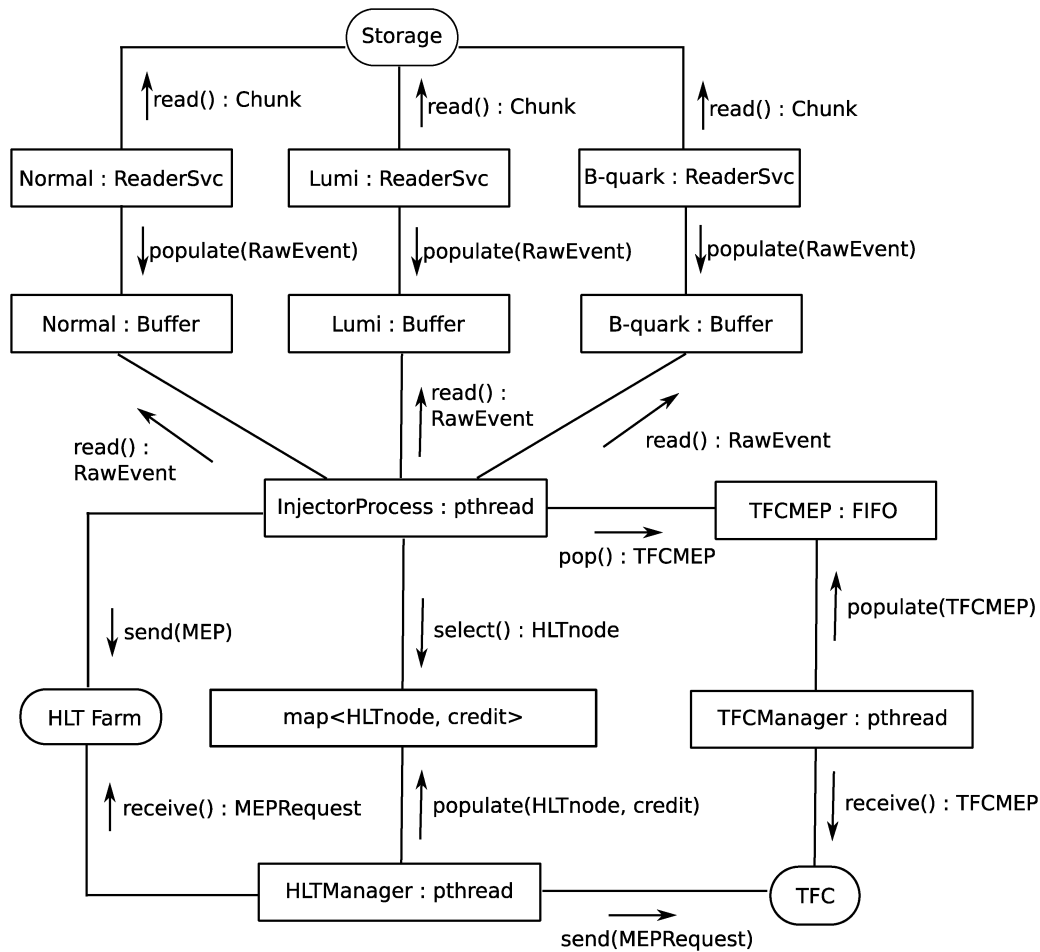 Storage
read() : Chunk
read() : Chunk
read() : Chunk
Normal : ReaderSvc
Lumi : ReaderSvc
B-quark : ReaderSvc
populate(RawEvent)
populate(RawEvent)
populate(RawEvent)
Normal : Buffer
Lumi : Buffer
B-quark : Buffer
read() :
RawEvent
read() :
RawEvent
read() : RawEvent
InjectorProcess : pthread
TFCMEP : FIFO
pop() : TFCMEP
send(MEP)
select() : HLTnode
populate(TFCMEP)
HLT Farm
map<HLTnode, credit>
TFCManager : pthread
receive() : MEPRequest
populate(HLTnode, credit)
receive() : TFCMEP
HLTManager : pthread
TFC
send(MEPRequest)